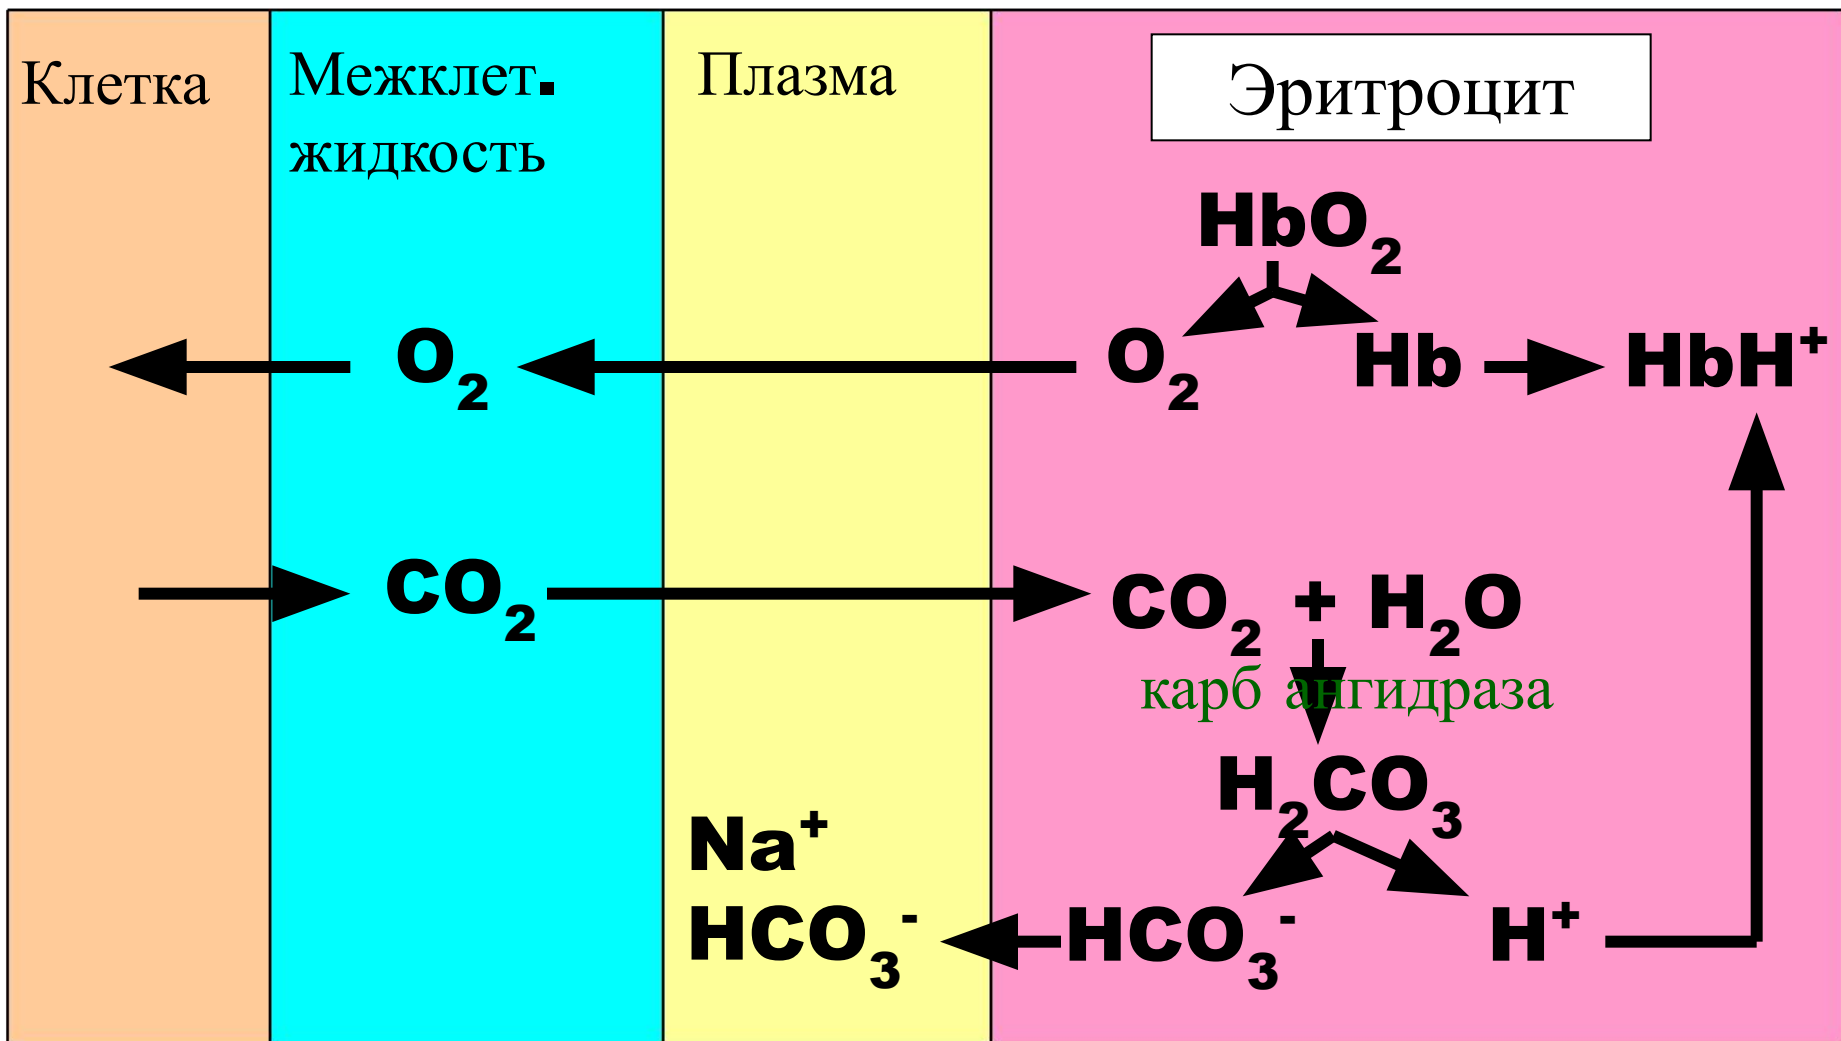 Клетка
Межклет.
жидкость
Плазма
Эритроцит
HbO₂
O₂
O₂
Hb
HbH⁺
CO₂
CO₂ + H₂O
карб ангидраза
H₂CO₃
Na⁺
HCO₃⁻
HCO₃⁻
H⁺